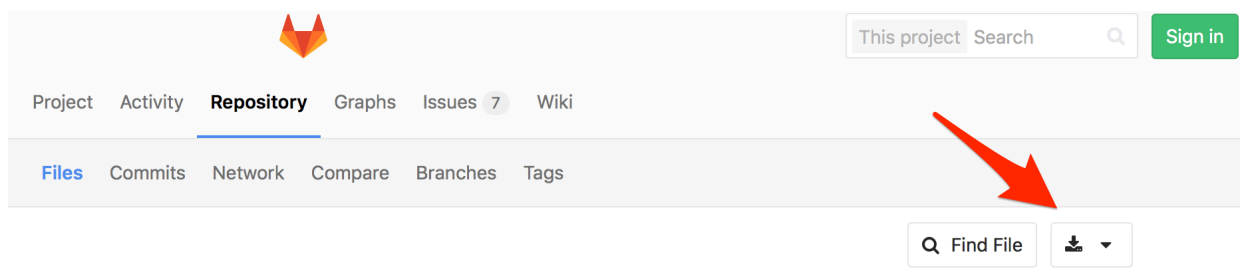 This project Search Sign in
Project Activity Repository Graphs Issues 7 Wiki
Files Commits Network Compare Branches Tags
Find File